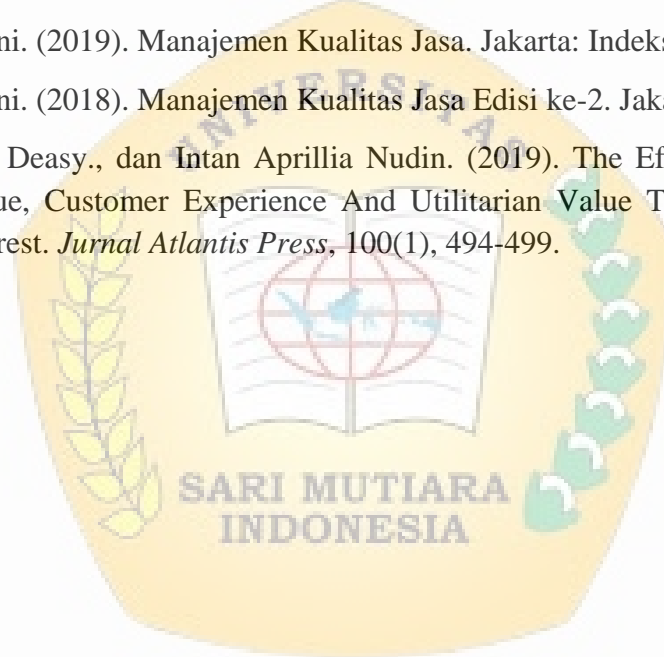 ni. (2019). Manajemen Kualitas Jasa. Jakarta: Indeks
ni. (2018). Manajemen Kualitas Jasa Edisi ke-2. Jaka
Deasy., dan Intan Aprillia Nudin. (2019). The Ef
ue, Customer Experience And Utilitarian Value T
rest. Jurnal Atlantis Press, 100(1), 494-499.
UNIVERSITAS
SARI MUTIARA
INDONESIA